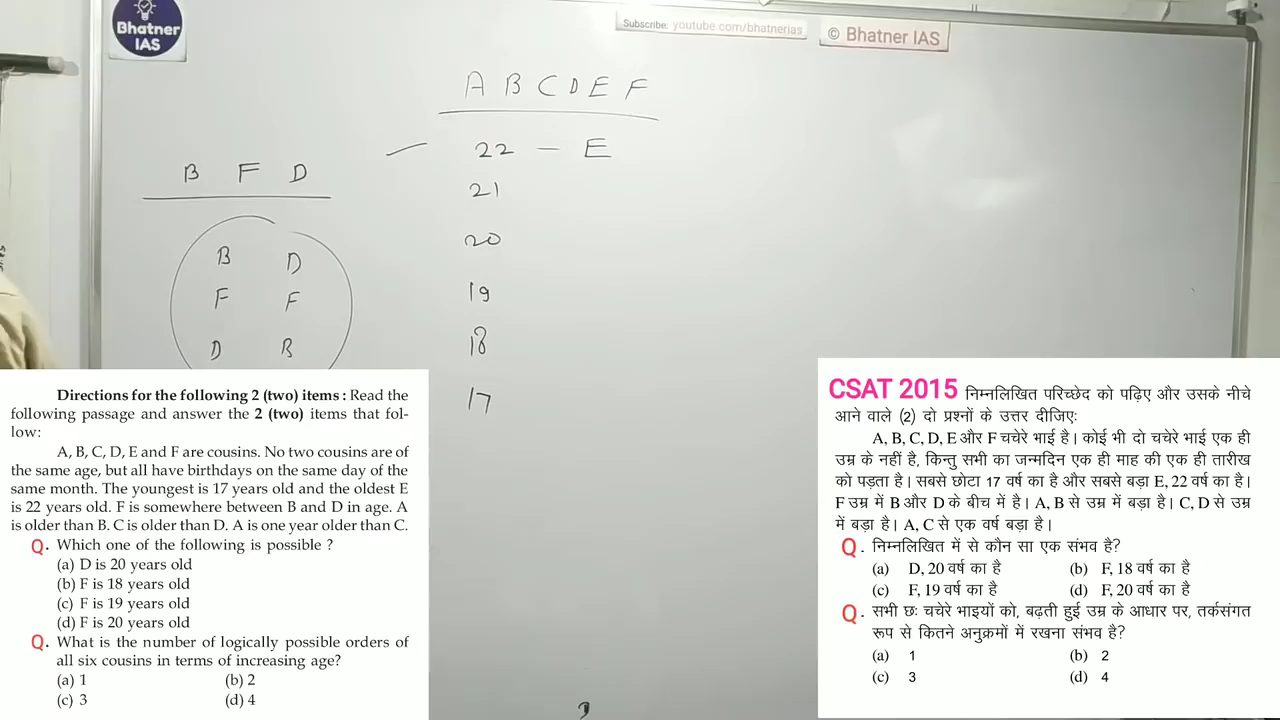 Bhatner
IAS
Subscribe: youtube.com/bhatnerias
© Bhatner IAS
A B C D E F
22 — E
21
20
19
18
17
B F D
B D
F F
D B
Directions for the following 2 (two) items : Read the
following passage and answer the 2 (two) items that fol-
low:
A, B, C, D, E and F are cousins. No two cousins are of
the same age, but all have birthdays on the same day of the
same month. The youngest is 17 years old and the oldest E
is 22 years old. F is somewhere between B and D in age. A
is older than B. C is older than D. A is one year older than C.
Q. Which one of the following is possible ?
(a) D is 20 years old
(b) F is 18 years old
(c) F is 19 years old
(d) F is 20 years old
Q. What is the number of logically possible orders of
all six cousins in terms of increasing age?
(a) 1 (b) 2
(c) 3 (d) 4
CSAT 2015 निम्नलिखित परिच्छेद को पढ़िए और उसके नीचे
आने वाले (2) दो प्रश्नों के उत्तर दीजिए:
A, B, C, D, E और F चचेरे भाई है। कोई भी दो चचेरे भाई एक ही
उम्र के नहीं है, किन्तु सभी का जन्मदिन एक ही माह की एक ही तारीख
को पड़ता है। सबसे छोटा 17 वर्ष का है और सबसे बड़ा E, 22 वर्ष का है।
F उम्र में B और D के बीच में है। A, B से उम्र में बड़ा है। C, D से उम्र
में बड़ा है। A, C से एक वर्ष बड़ा है।
Q. निम्नलिखित में से कौन सा एक संभव है?
(a) D, 20 वर्ष का है (b) F, 18 वर्ष का है
(c) F, 19 वर्ष का है (d) F, 20 वर्ष का है
Q. सभी छः चचेरे भाइयों को, बढ़ती हुई उम्र के आधार पर, तर्कसंगत
रूप से कितने अनुक्रमों में रखना संभव है?
(a) 1 (b) 2
(c) 3 (d) 4